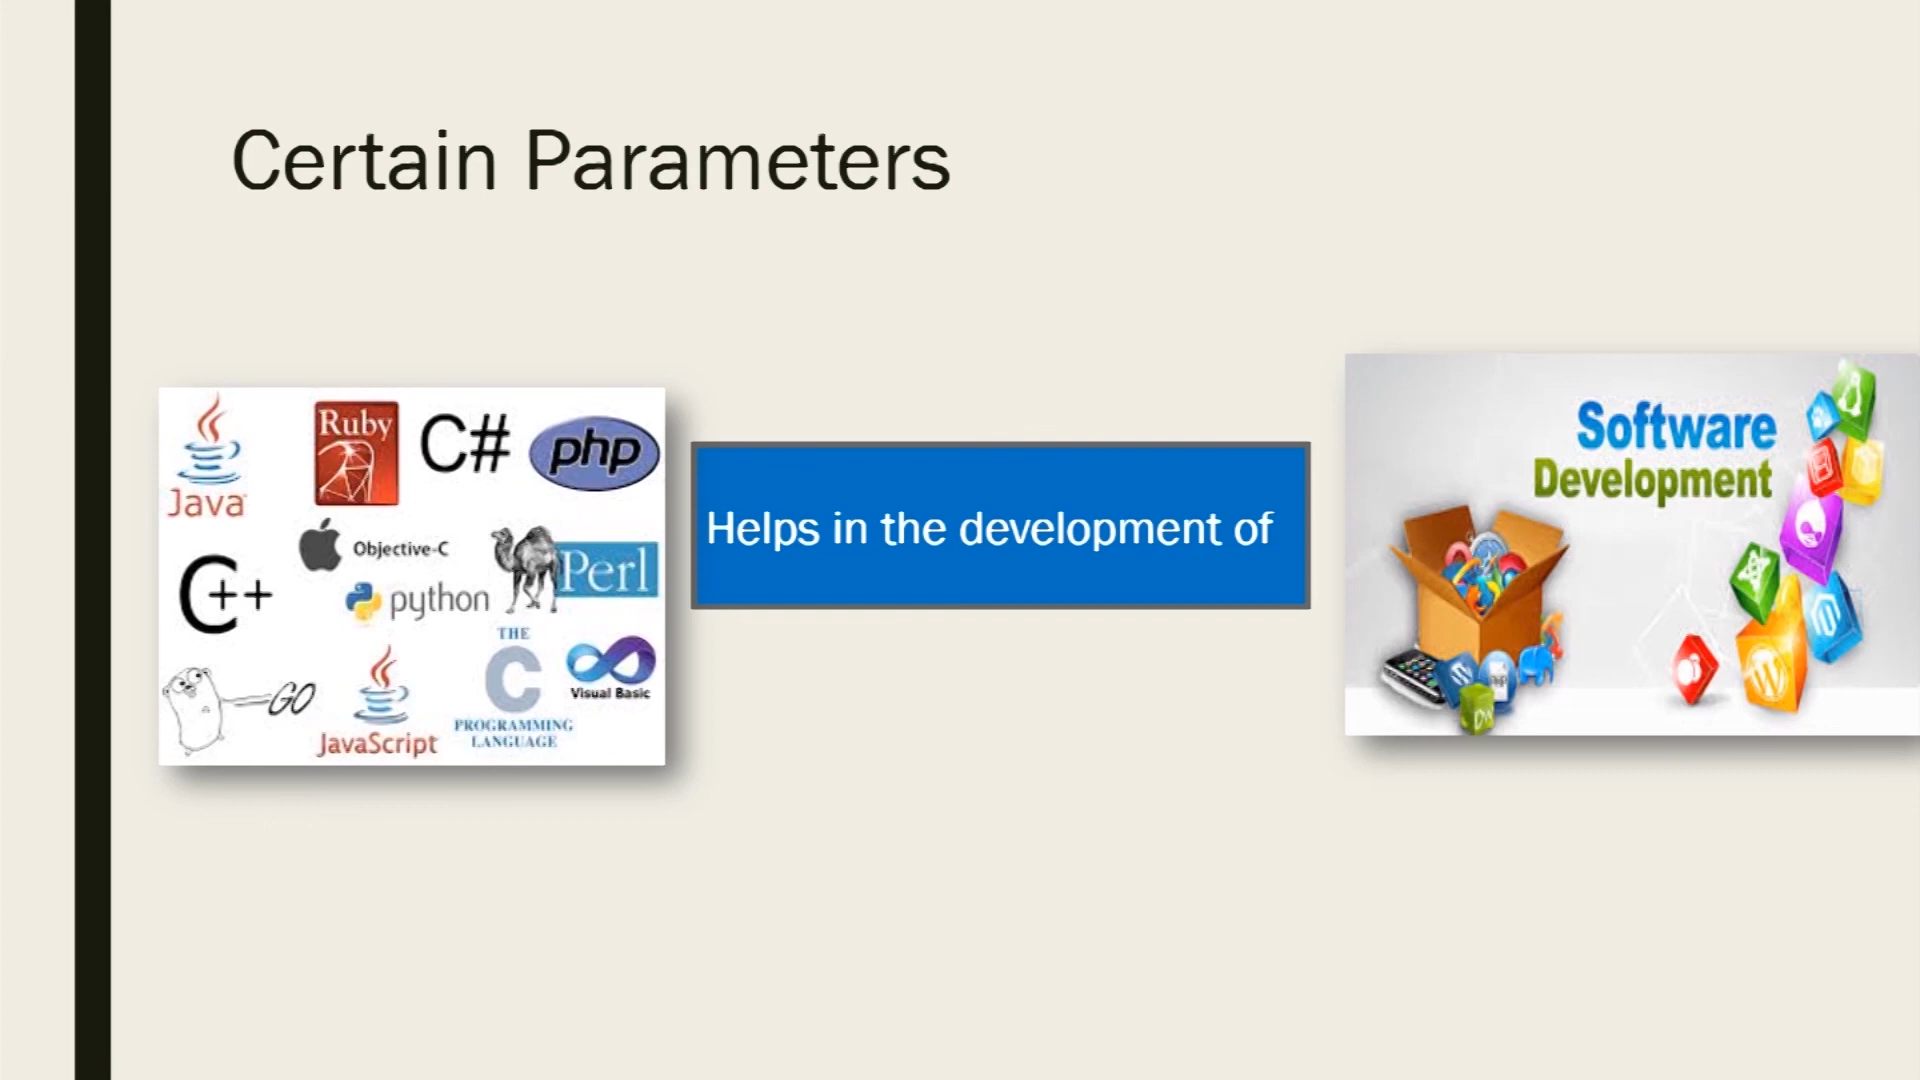 Certain Parameters
Java
Ruby
C#
php
Objective-C
C++
python
Perl
GO
JavaScript
THE
C
PROGRAMMING
LANGUAGE
Visual Basic
Helps in the development of
Software
Development